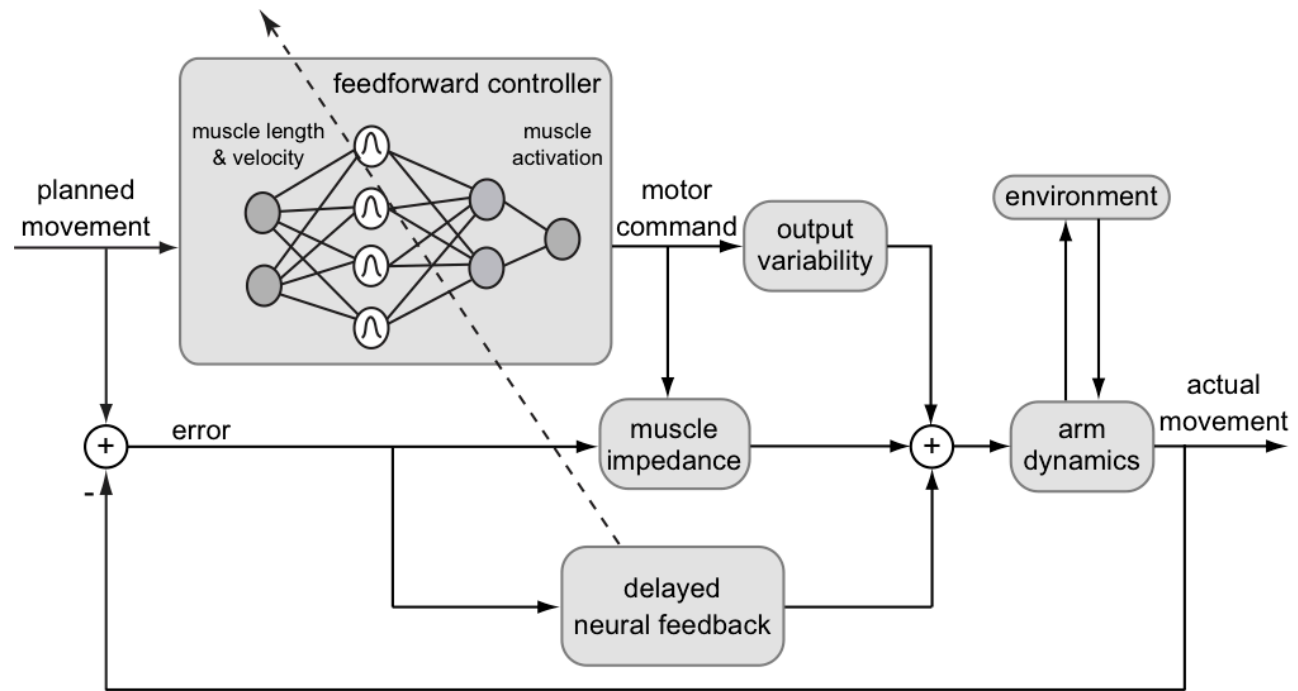 feedforward controller
muscle length
& velocity
muscle
activation
planned
movement
motor
command
output
variability
environment
+
error
-
muscle
impedance
+
arm
dynamics
actual
movement
delayed
neural feedback